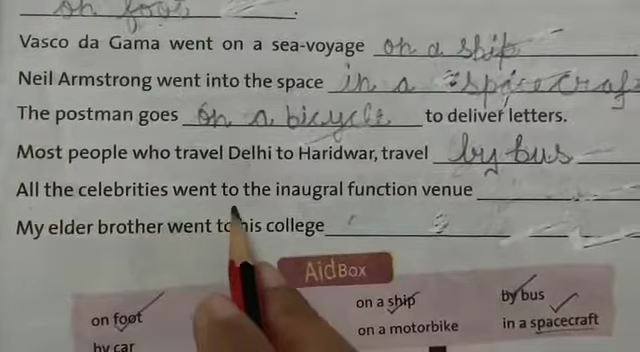 on foot.
Vasco da Gama went on a sea-voyage on a ship
Neil Armstrong went into the space in a spacecraf
The postman goes on a bicycle to deliver letters.
Most people who travel Delhi to Haridwar, travel by bus
All the celebrities went to the inaugral function venue
My elder brother went to his college
AidBox
on foot on a ship by bus
by car on a motorbike in a spacecraft